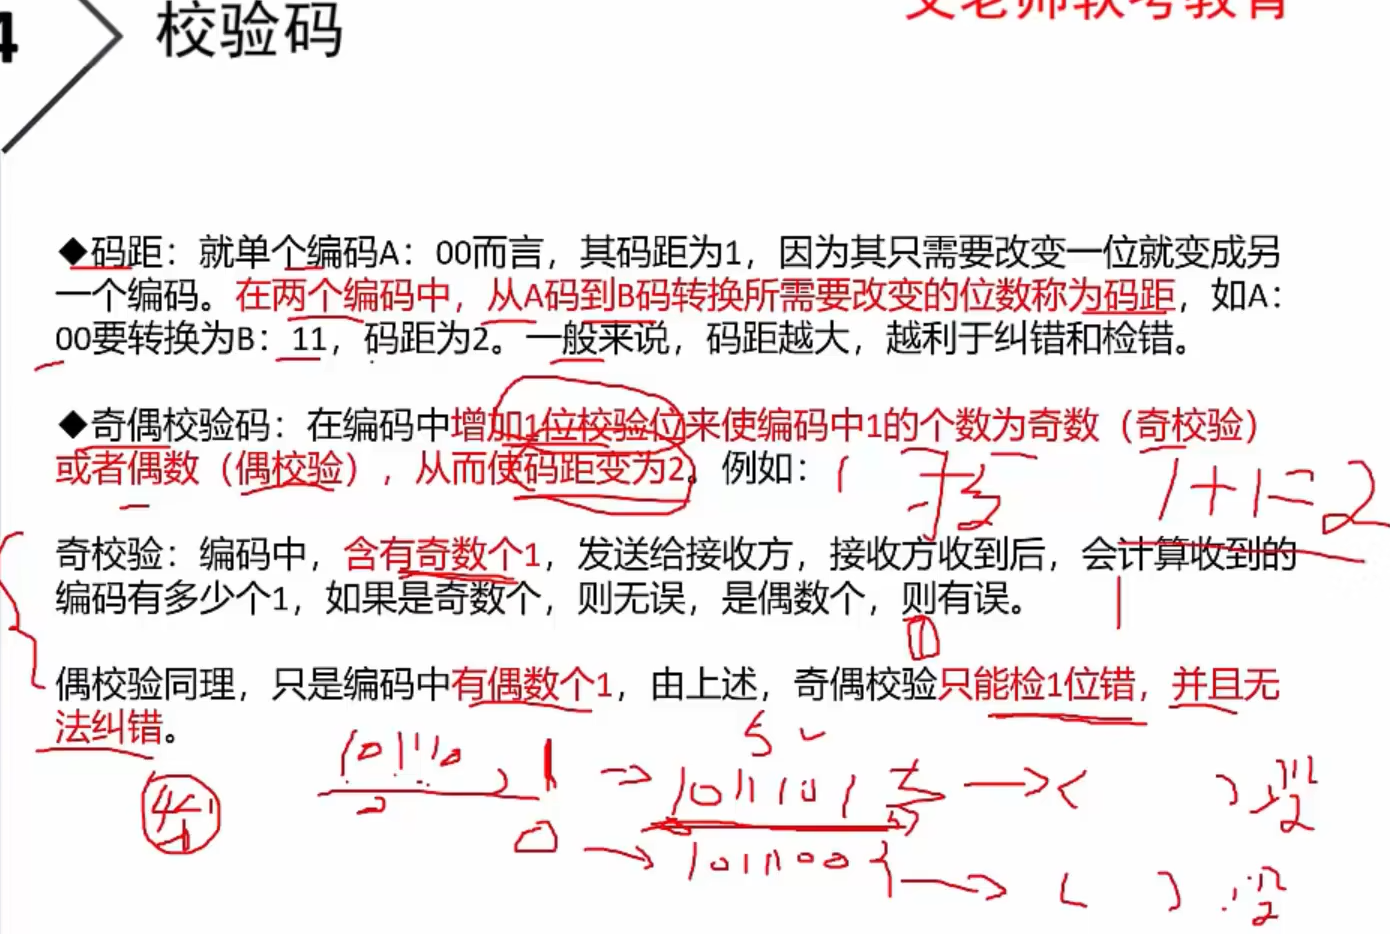 4
校验码
文老师软考教育
◆码距：就单个编码A：00而言，其码距为1，因为其只需要改变一位就变成另
一个编码。在两个编码中，从A码到B码转换所需要改变的位数称为码距，如A：
00要转换为B：11，码距为2。一般来说，码距越大，越利于纠错和检错。
◆奇偶校验码：在编码中增加1位校验位来使编码中1的个数为奇数（奇校验）
或者偶数（偶校验），从而使码距变为2。例如：
1+1=2
奇校验：编码中，含有奇数个1，发送给接收方，接收方收到后，会计算收到的
编码有多少个1，如果是奇数个，则无误，是偶数个，则有误。
偶校验同理，只是编码中有偶数个1，由上述，奇偶校验只能检1位错，并且无
法纠错。
5
101110 1
1011101
0
1011100